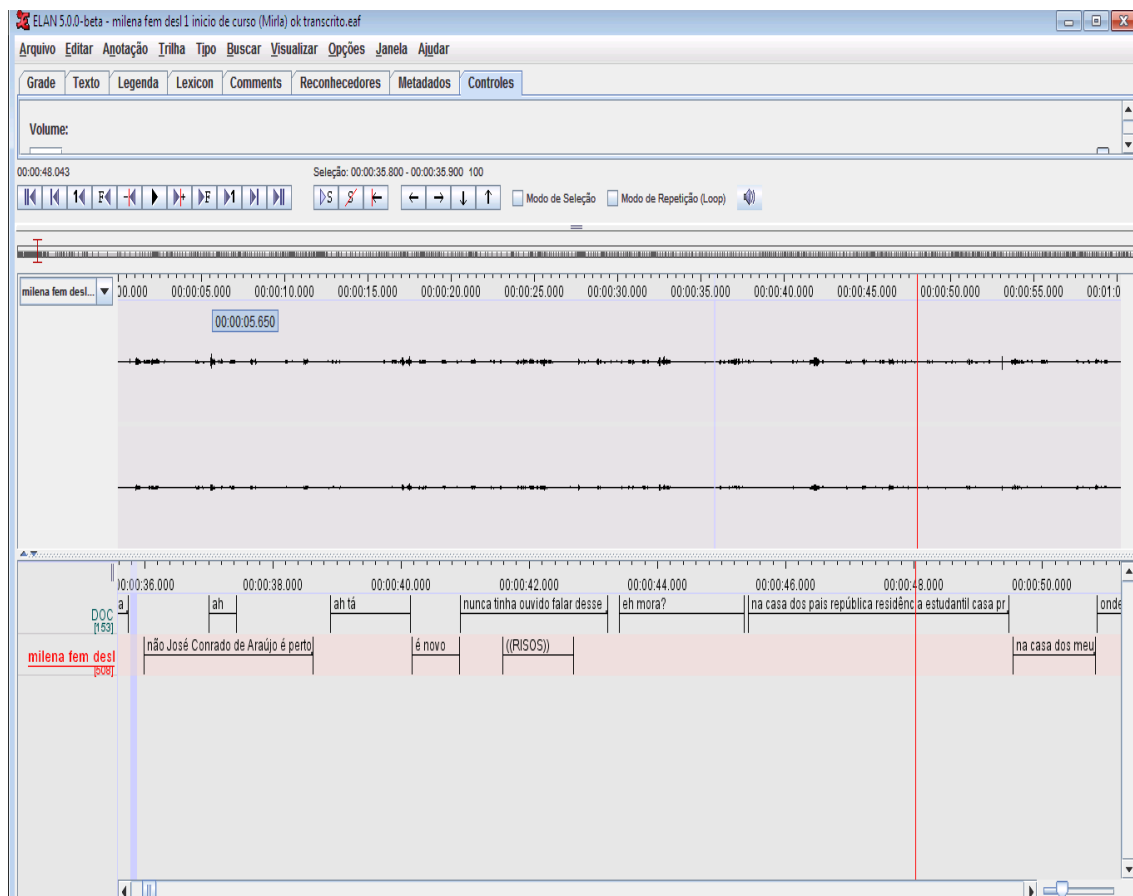 ELAN 5.0.0-beta - milena fem desl 1 inicio de curso (Mirla) ok transcrito.eaf
Arquivo Editar Anotação Trilha Tipo Buscar Visualizar Opções Janela Ajudar
Grade Texto Legenda Lexicon Comments Reconhecedores Metadados Controles
Volume:
00:00:48.043 Seleção: 00:00:35.800 - 00:00:35.900 100
Modo de Seleção Modo de Repetição (Loop)
milena fem desl... 00.000 00:00:05.000 00:00:10.000 00:00:15.000 00:00:20.000 00:00:25.000 00:00:30.000 00:00:35.000 00:00:40.000 00:00:45.000 00:00:50.000 00:00:55.000 00:01:0
00:00:05.650
00:00:36.000 00:00:38.000 00:00:40.000 00:00:42.000 00:00:44.000 00:00:46.000 00:00:48.000 00:00:50.000
DOC a ah ah tá nunca tinha ouvido falar desse eh mora? na casa dos pais república residência estudantil casa pr onde
[153]
milena fem desl não José Conrado de Araújo é perto é novo ((RISOS)) na casa dos meu
[508]